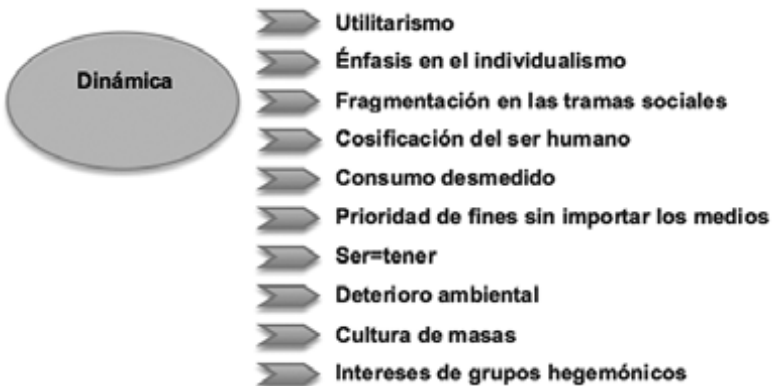 Dinámica
Utilitarismo
Énfasis en el individualismo
Fragmentación en las tramas sociales
Cosificación del ser humano
Consumo desmedido
Prioridad de fines sin importar los medios
Ser=tener
Deterioro ambiental
Cultura de masas
Intereses de grupos hegemónicos